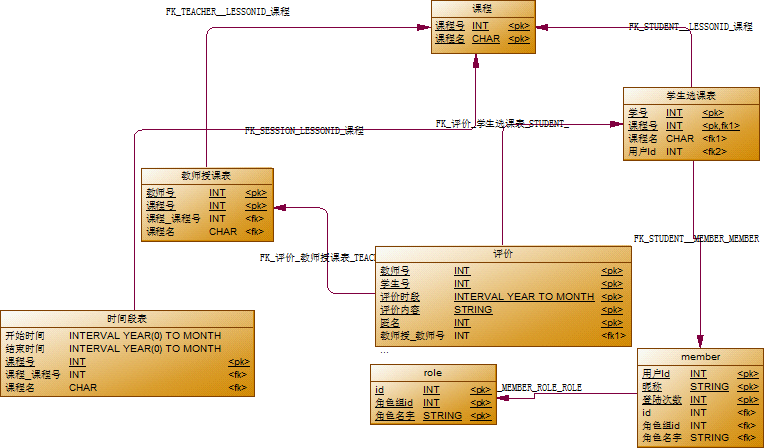 课程
课程号 INT <pk>
课程名 CHAR <pk>
FK_TEACHER__LESSONID_课程
FK_STUDENT__LESSONID_课程
学生选课表
学号 INT <pk>
课程号 INT <pk,fk1>
课程名 CHAR <fk1>
用户Id INT <fk2>
FK_评价_学生选课表_STUDENT_
FK_SESSION_LESSONID_课程
教师授课表
教师号 INT <pk>
课程号 INT <pk>
课程_课程号 INT <fk>
课程名 CHAR <fk>
FK_STUDENT__MEMBER_MEMBER
FK_评价_教师授课表_TEAC
评价
教师号 INT <pk>
学生号 INT <pk>
评价时段 INTERVAL YEAR TO MONTH <pk>
评价内容 STRING <pk>
匿名 INT <pk>
教师授_教师号 INT <fk1>
...
时间段表
开始时间 INTERVAL YEAR(0) TO MONTH
结束时间 INTERVAL YEAR(0) TO MONTH
课程号 INT <pk>
课程_课程号 INT <fk>
课程名 CHAR <fk>
role
id INT <pk>
角色组id INT <pk>
角色名字 STRING <pk>
_MEMBER_ROLE_ROLE
member
用户Id INT <pk>
昵称 STRING <pk>
登陆次数 INT <pk>
id INT <fk>
角色组id INT <fk>
角色名字 STRING <fk>